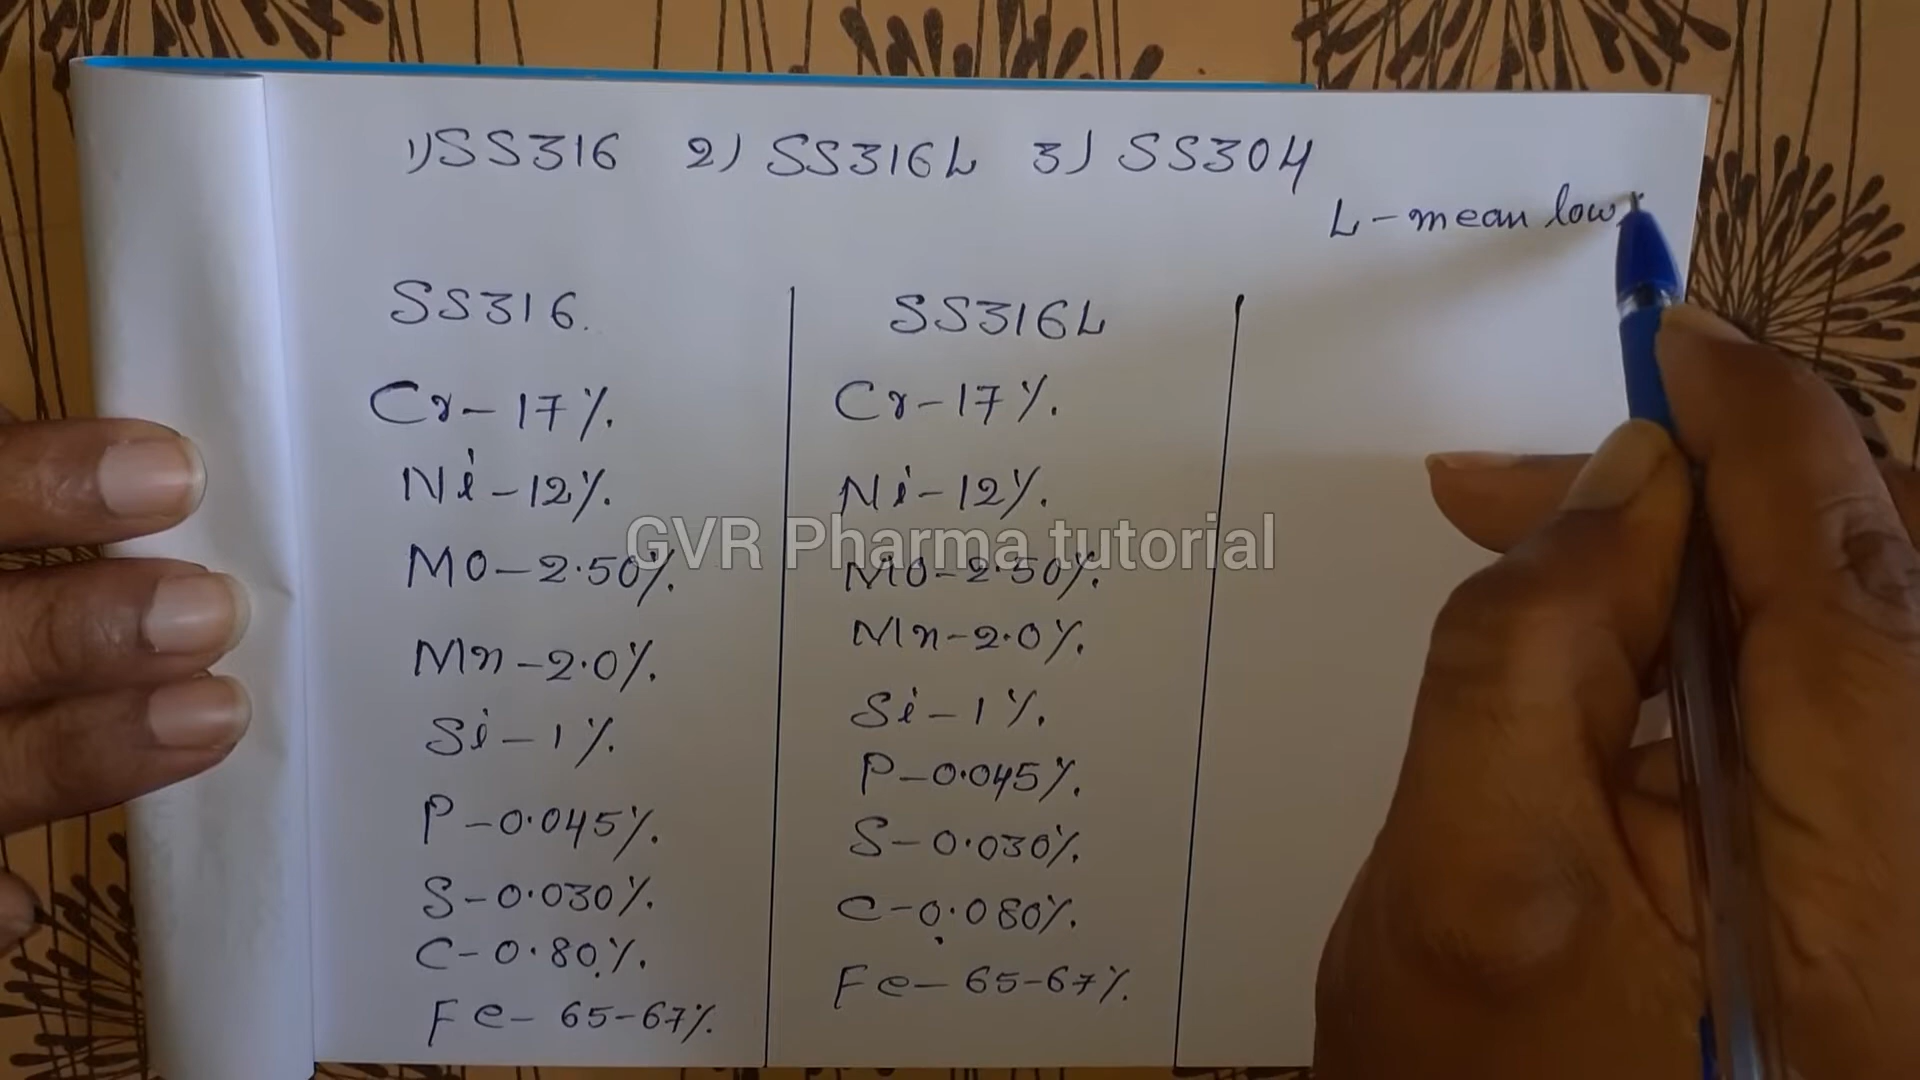 1) SS316 2) SS316L 3) SS304
L - mean low
SS316.
Cr - 17%.
Ni - 12%.
MO - 2.50%.
Mn - 2.0%.
Si - 1%.
P - 0.045%.
S - 0.030%.
C - 0.80%.
Fe - 65-67%.
SS316L
Cr - 17%.
Ni - 12%.
MO - 2.50%.
Mn - 2.0%.
Si - 1%.
P - 0.045%.
S - 0.030%.
C - 0.080%.
Fe - 65-67%.
GVR Pharma tutorial